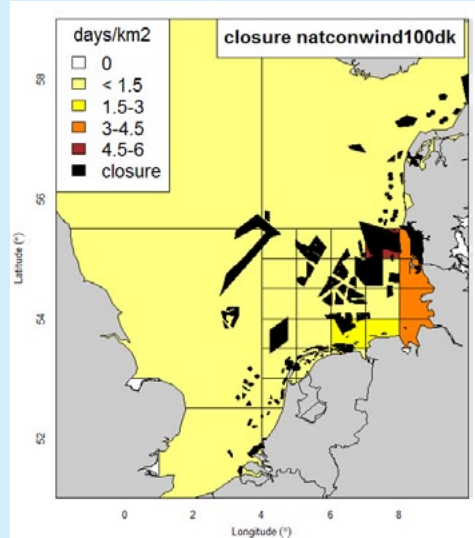 days/km2
0
< 1.5
1.5-3
3-4.5
4.5-6
closure
closure natconwind100dk
58
56
54
52
Latitude (°)
0 2 4 6 8
Longitude (°)